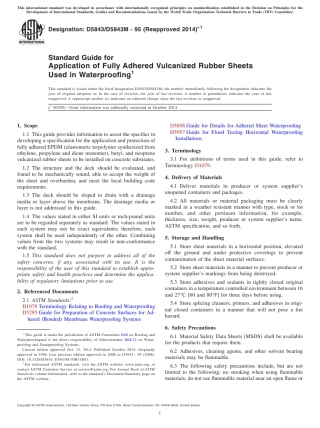 This international standard was developed in accordance with internationally recognized principles on standardization established in the Decision on Principles for the
Development of International Standards, Guides and Recommendations issued by the World Trade Organization Technical Barriers to Trade (TBT) Committee.
Designation: D5843/D5843M – 95 (Reapproved 2014)ε1
Standard Guide for
Application of Fully Adhered Vulcanized Rubber Sheets
Used in Waterproofing1
This standard is issued under the fixed designation D5843/D5843M; the number immediately following the designation indicates the
year of original adoption or, in the case of revision, the year of last revision. A number in parentheses indicates the year of last
reapproval. A superscript epsilon (ε) indicates an editorial change since the last revision or reapproval.
ε1 NOTE—Units information was editorially corrected in October 2014.
1. Scope
1.1 This guide provides information to assist the specifier in
developing a specification for the application and protection of
fully adhered EPDM (elastomeric terpolymer synthesized from
ethylene, propylene and diene monomer), butyl, and neoprene
vulcanized rubber sheets to be installed on concrete substrates.
1.2 The structure and the deck should be evaluated, and
found to be mechanically sound, able to accept the weight of
the sheet and overburden, and meet the local building code
requirements.
1.3 The deck should be sloped to drain with a drainage
media or layer above the membrane. The drainage media or
layer is not addressed in this guide.
1.4 The values stated in either SI units or inch-pound units
are to be regarded separately as standard. The values stated in
each system may not be exact equivalents; therefore, each
system shall be used independently of the other. Combining
values from the two systems may result in non-conformance
with the standard.
1.5 This standard does not purport to address all of the
safety concerns, if any, associated with its use. It is the
responsibility of the user of this standard to establish appro-
priate safety and health practices and determine the applica-
bility of regulatory limitations prior to use.
2. Referenced Documents
2.1 ASTM Standards:2
D1079 Terminology Relating to Roofing and Waterproofing
D5295 Guide for Preparation of Concrete Surfaces for Ad-
hered (Bonded) Membrane Waterproofing Systems
1 This guide is under the jurisdiction of ASTM Committee D08 on Roofing and
Waterproofing and is the direct responsibility of Subcommittee D08.22 on Water-
proofing and Dampproofing Systems.
Current edition approved Oct. 15, 2014. Published October 2014. Originally
approved in 1996. Last previous edition approved in 2006 as D5843 – 95 (2006).
2 For referenced ASTM standards, visit the ASTM website, www.astm.org, or
contact ASTM Customer Service at service@astm.org. For Annual Book of ASTM
Standards volume information, refer to the standard's Document Summary page on
the ASTM website.
D5898 Guide for Details for Adhered Sheet Waterproofing
D5957 Guide for Flood Testing Horizontal Waterproofing
Installations
3. Terminology
3.1 For definitions of terms used in this guide, refer to
Terminology D1079.
4. Delivery of Materials
4.1 Deliver materials in producer or system supplier's
unopened containers and packages.
4.2 All materials or material packaging must be clearly
marked in a weather resistant manner with type, stock or lot
number, and other pertinent information, for example,
thickness, size, weight, producer or system supplier's name,
ASTM specification, and so forth.
5. Storage and Handling
5.1 Store sheet materials in a horizontal position, elevated
off the ground and under protective coverings to prevent
contamination of the sheet material surfaces.
5.2 Store sheet materials in a manner to prevent producer or
system supplier's markings from being destroyed.
5.3 Store adhesives and sealants in tightly closed original
containers in a temperature controlled environment between 16
and 27°C [60 and 80°F] for three days before using.
5.4 Store splicing cleaners, primers, and adhesives in origi-
nal closed containers in a manner that will not pose a fire
hazard.
6. Safety Precautions
6.1 Material Safety Data Sheets (MSDS) shall be available
for the products that require them.
6.2 Adhesives, cleaning agents, and other solvent bearing
materials may be flammable.
6.3 The following safety precautions include, but are not
limited to the following: no smoking when using flammable
materials; do not use flammable material near an open flame or
Copyright © ASTM International, 100 Barr Harbor Drive, PO Box C700, West Conshohocken, PA 19428-2959. United States
1